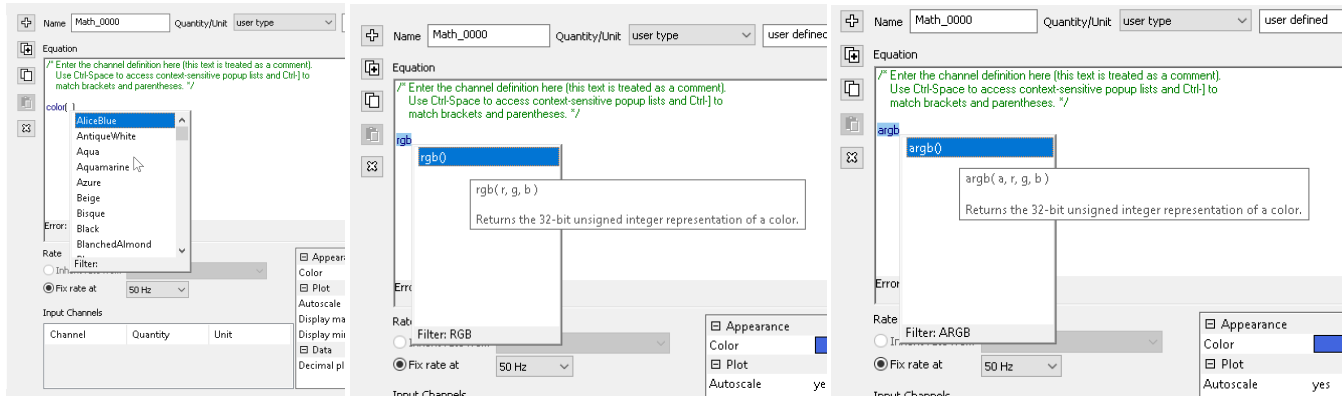 Name Math_0000 Quantity/Unit user type
Equation
/* Enter the channel definition here (this text is treated as a comment).
Use Ctrl-Space to access context-sensitive popup lists and Ctrl-] to
match brackets and parentheses. */
color( )
AliceBlue
AntiqueWhite
Aqua
Aquamarine
Azure
Beige
Bisque
Black
BlanchedAlmond
Filter:
Error:
Rate
Fix rate at 50 Hz
Input Channels
Channel Quantity Unit
Appear
Color
Plot
Autoscale
Display ma
Display mi
Data
Decimal pl
Name Math_0000 Quantity/Unit user type user defined
Equation
/* Enter the channel definition here (this text is treated as a comment).
Use Ctrl-Space to access context-sensitive popup lists and Ctrl-] to
match brackets and parentheses. */
rgb
rgb()
rgb( r, g, b )
Returns the 32-bit unsigned integer representation of a color.
Filter: RGB
Fix rate at 50 Hz
Appearance
Color
Plot
Autoscale ye
Name Math_0000 Quantity/Unit user type user defined
Equation
/* Enter the channel definition here (this text is treated as a comment).
Use Ctrl-Space to access context-sensitive popup lists and Ctrl-] to
match brackets and parentheses. */
argb
argb()
argb( a, r, g, b )
Returns the 32-bit unsigned integer representation of a color.
Error
Filter: ARGB
Rate
Fix rate at 50 Hz
Appearance
Color
Plot
Autoscale yes